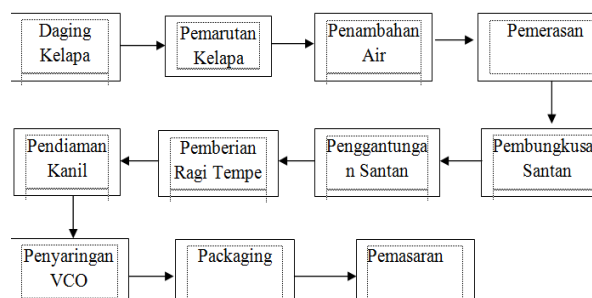 Daging
Kelapa
Pemarutan
Kelapa
Penambahan
Air
Pemerasan
Pembungkusa
Santan
Penggantunga
n Santan
Pemberian
Ragi Tempe
Pendiaman
Kanil
Penyaringan
VCO
Packaging
Pemasaran